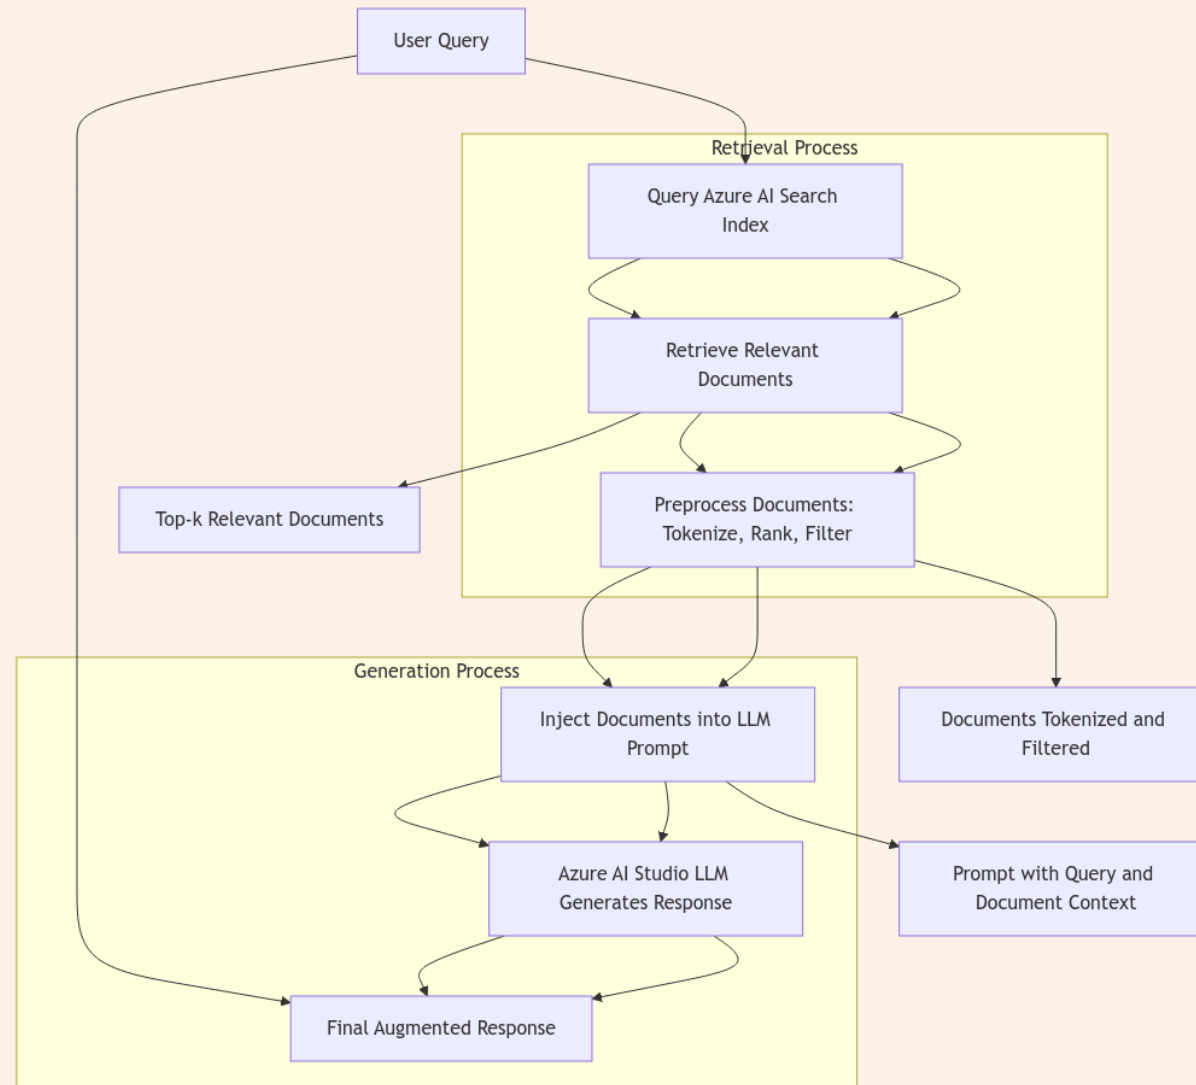 User Query
Retrieval Process
Query Azure AI Search
Index
Retrieve Relevant
Documents
Top-k Relevant Documents
Preprocess Documents:
Tokenize, Rank, Filter
Generation Process
Inject Documents into LLM
Prompt
Documents Tokenized and
Filtered
Azure AI Studio LLM
Generates Response
Prompt with Query and
Document Context
Final Augmented Response